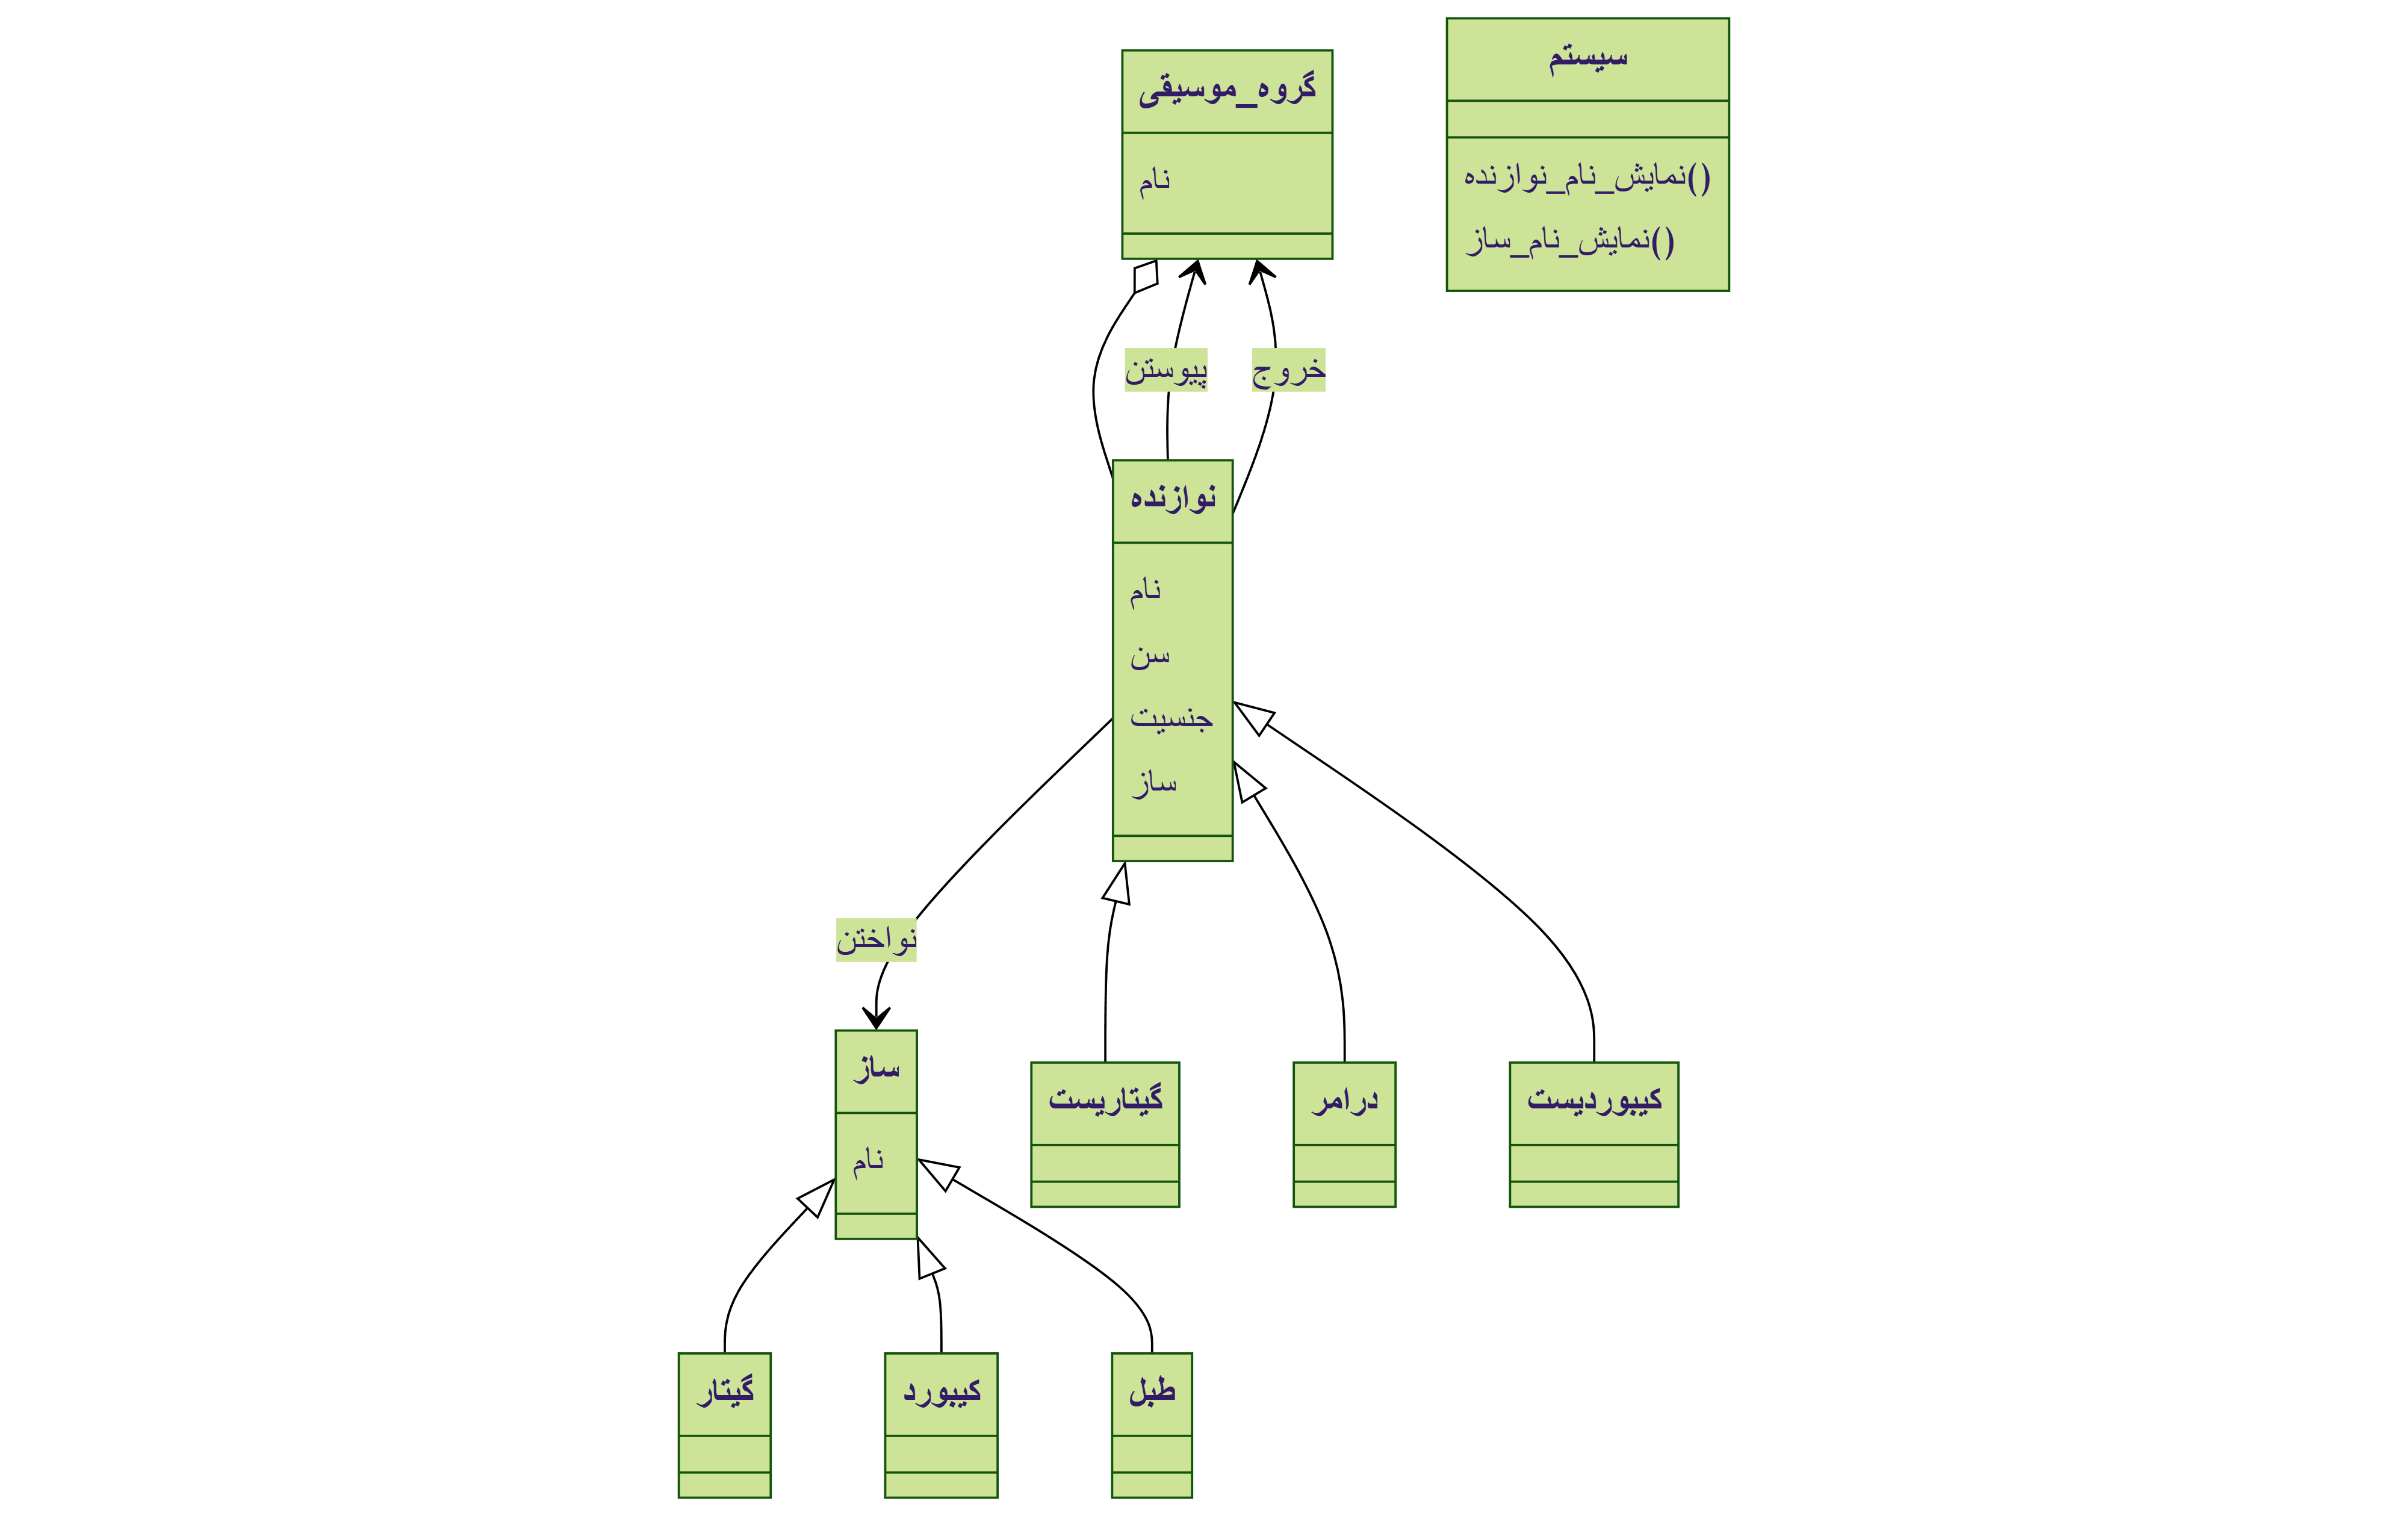 گروه_موسیقی
نام
سیستم
نمایش_نام_نوازنده()
نمایش_نام_ساز()
پیوستن
خروج
نوازنده
نام
سن
جنسیت
ساز
نواختن
ساز
نام
گیتاریست
درامر
کیبوردیست
گیتار
کیبورد
طبل